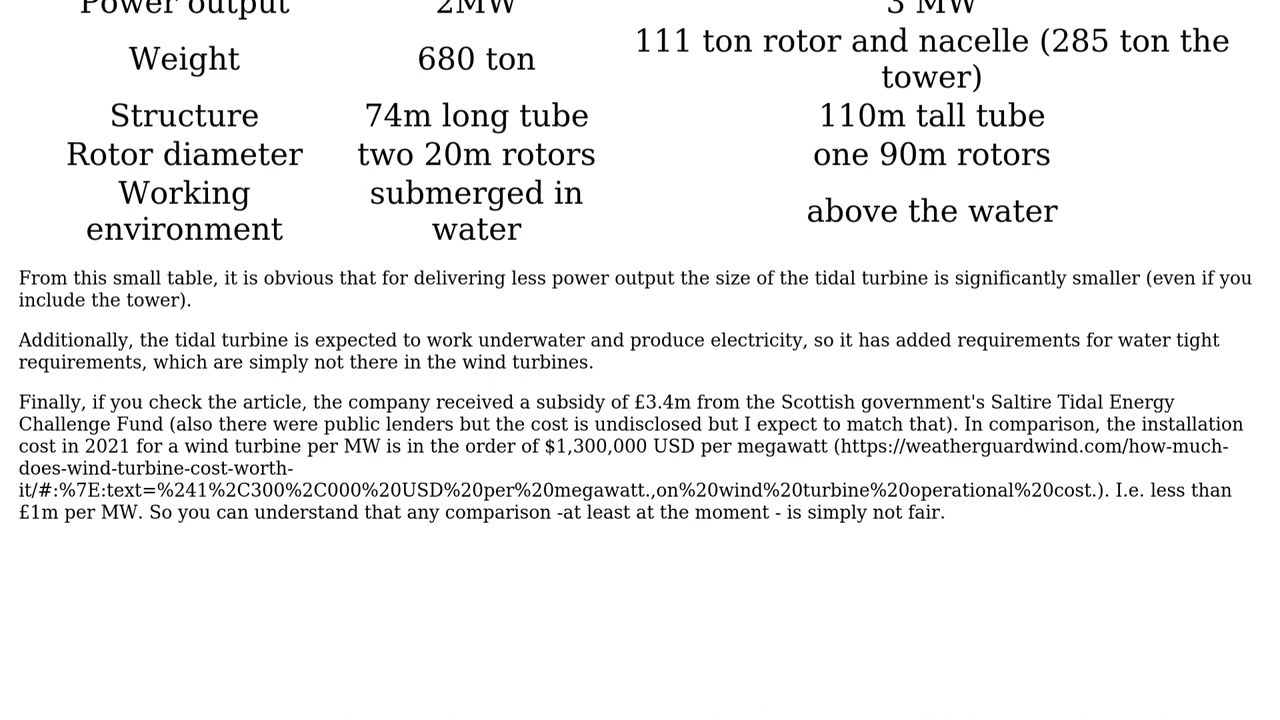 Power output 2MW 3 MW
Weight 680 ton 111 ton rotor and nacelle (285 ton the
tower)
Structure 74m long tube 110m tall tube
Rotor diameter two 20m rotors one 90m rotors
Working submerged in
environment water above the water
From this small table, it is obvious that for delivering less power output the size of the tidal turbine is significantly smaller (even if you
include the tower).
Additionally, the tidal turbine is expected to work underwater and produce electricity, so it has added requirements for water tight
requirements, which are simply not there in the wind turbines.
Finally, if you check the article, the company received a subsidy of £3.4m from the Scottish government's Saltire Tidal Energy
Challenge Fund (also there were public lenders but the cost is undisclosed but I expect to match that). In comparison, the installation
cost in 2021 for a wind turbine per MW is in the order of $1,300,000 USD per megawatt (https://weatherguardwind.com/how-much-
does-wind-turbine-cost-worth-
it/#:%7E:text=%241%2C300%2C000%20USD%20per%20megawatt.,on%20wind%20turbine%20operational%20cost.). I.e. less than
£1m per MW. So you can understand that any comparison -at least at the moment - is simply not fair.